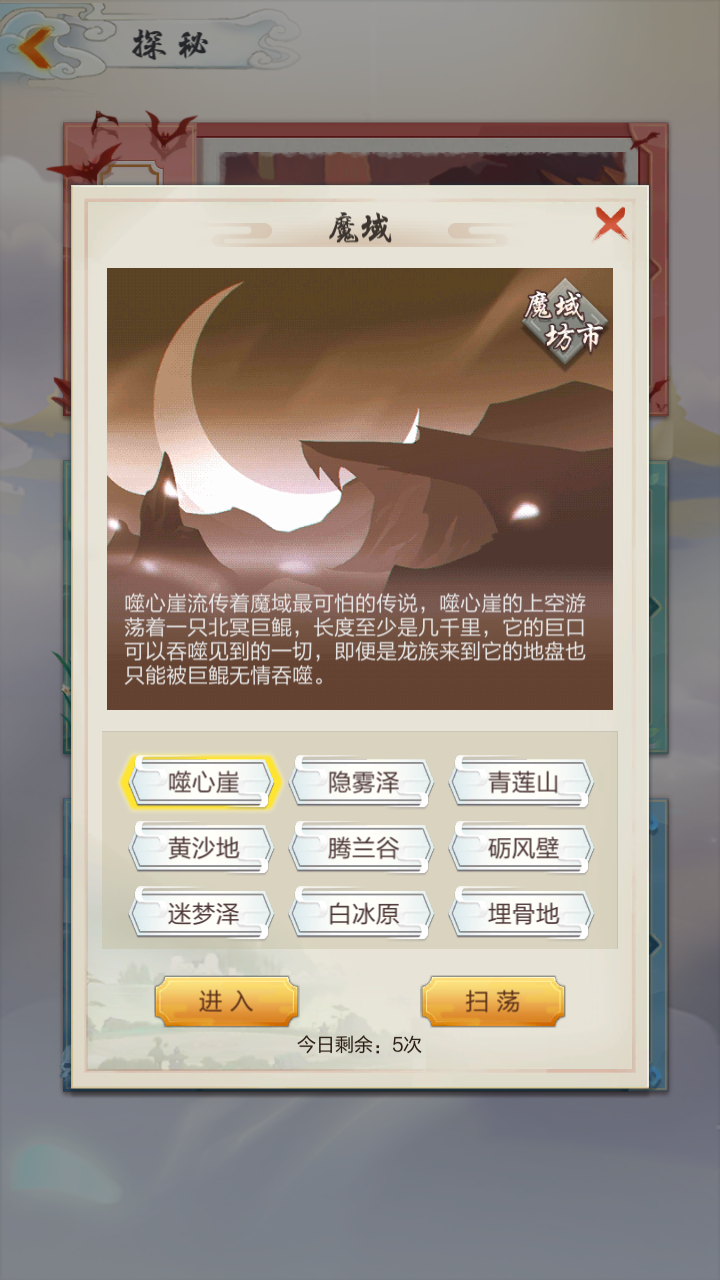 探秘
魔域
魔域
坊市
噬心崖流传着魔域最可怕的传说，噬心崖的上空游
荡着一只北冥巨鲲，长度至少是几千里，它的巨口
可以吞噬见到的一切，即便是龙族来到它的地盘也
只能被巨鲲无情吞噬。
噬心崖 隐雾泽 青莲山
黄沙地 腾兰谷 砺风壁
迷梦泽 白冰原 埋骨地
进入 扫荡
今日剩余：5次